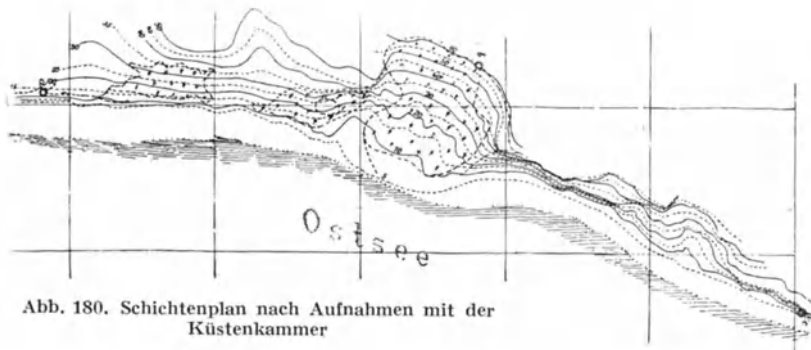 Ostsee
Abb. 180. Schichtenplan nach Aufnahmen mit der
Küstenkammer